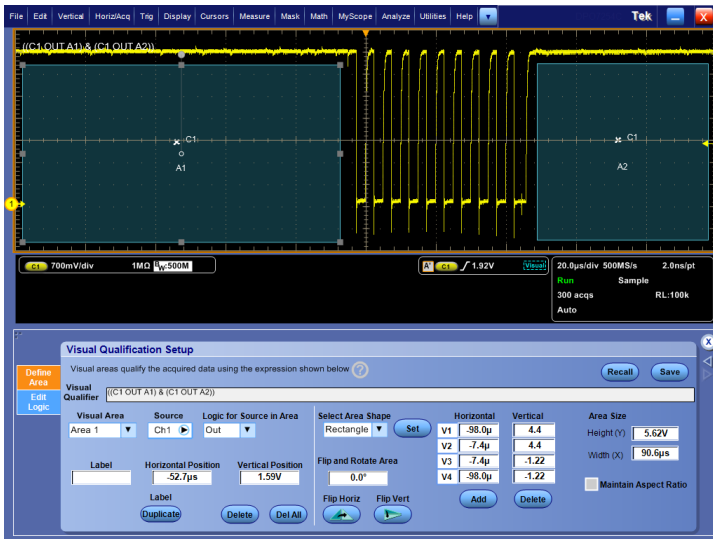 File Edit Vertical Horiz/Acq Trig Display Cursors Measure Mask Math MyScope Analyze Utilities Help Tek X
((C1 OUT A1) & (C1 OUT A2))
C1 C1
A1 A2
1
C1 700mV/div 1MΩ BW:500M A' C1 1.92V Visual 20.0µs/div 500MS/s 2.0ns/pt
Run Sample
300 acqs RL:100k
Auto
X
Visual Qualification Setup
Visual areas qualify the acquired data using the expression shown below ? Recall Save
Define Area
Edit Logic
Visual Qualifier ((C1 OUT A1) & (C1 OUT A2))
Visual Area Source Logic for Source in Area Select Area Shape Horizontal Vertical Area Size
Area 1 Ch1 Out Rectangle Set V1 -98.0µ 4.4 Height (Y) 5.62V
V2 -7.4µ 4.4
Label Horizontal Position Vertical Position Flip and Rotate Area V3 -7.4µ -1.22 Width (X) 90.6µs
-52.7µs 1.59V 0.0° V4 -98.0µ -1.22
Maintain Aspect Ratio
Label Flip Horiz Flip Vert Add Delete
Duplicate Delete Del All